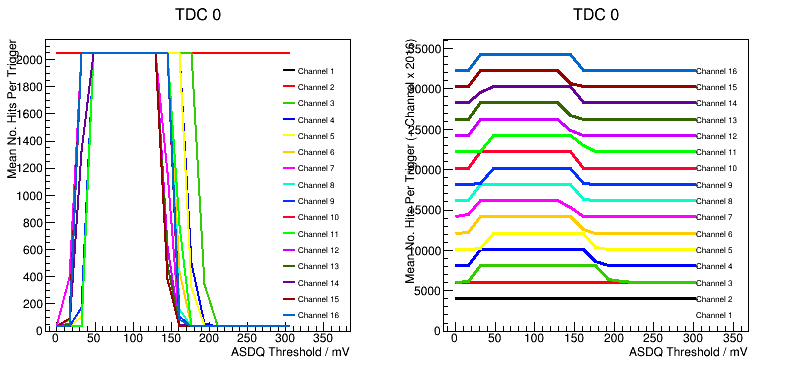 TDC 0
Mean No. Hits Per Trigger
2000
1800
1600
1400
1200
1000
800
600
400
200
0
0 50 100 150 200 250 300 350
ASDQ Threshold / mV
Channel 1
Channel 2
Channel 3
Channel 4
Channel 5
Channel 6
Channel 7
Channel 8
Channel 9
Channel 10
Channel 11
Channel 12
Channel 13
Channel 14
Channel 15
Channel 16
TDC 0
Mean No. Hits Per Trigger (+ Channel x 2016)
35000
30000
25000
20000
15000
10000
5000
0
0 50 100 150 200 250 300 350
ASDQ Threshold / mV
Channel 16
Channel 15
Channel 14
Channel 13
Channel 12
Channel 11
Channel 10
Channel 9
Channel 8
Channel 7
Channel 6
Channel 5
Channel 4
Channel 3
Channel 2
Channel 1